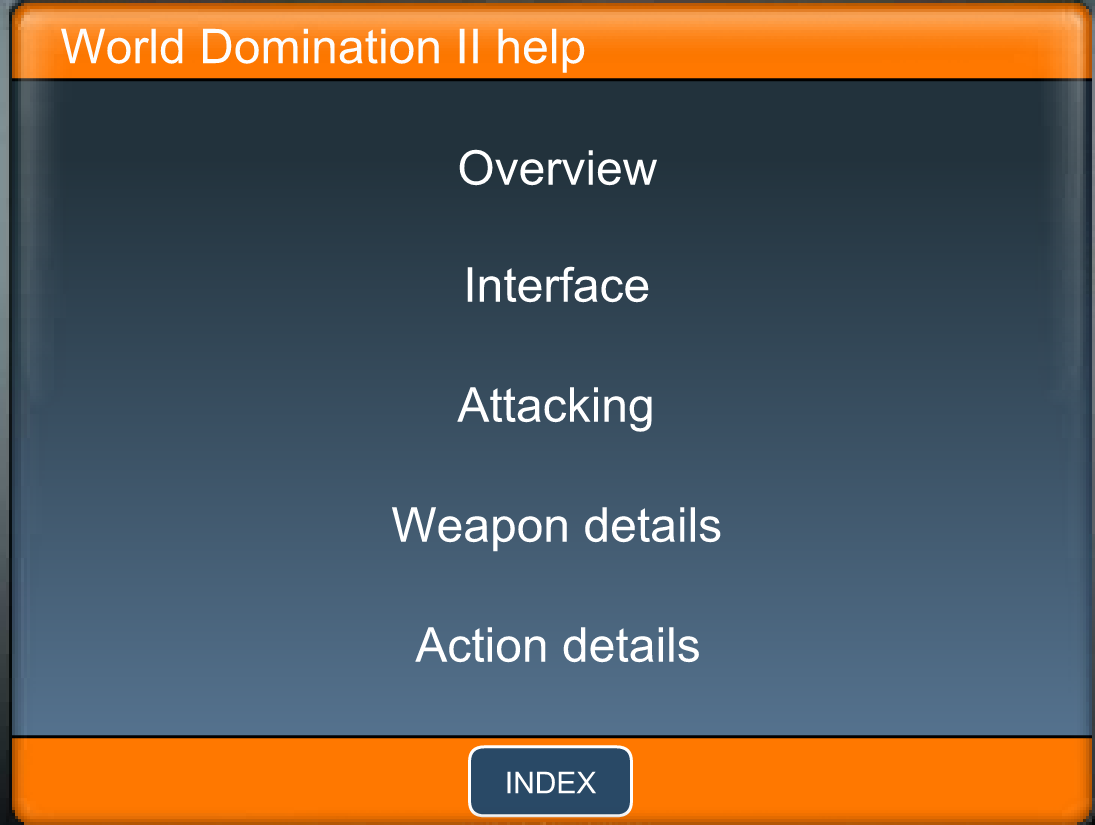 World Domination II help
Overview
Interface
Attacking
Weapon details
Action details
INDEX